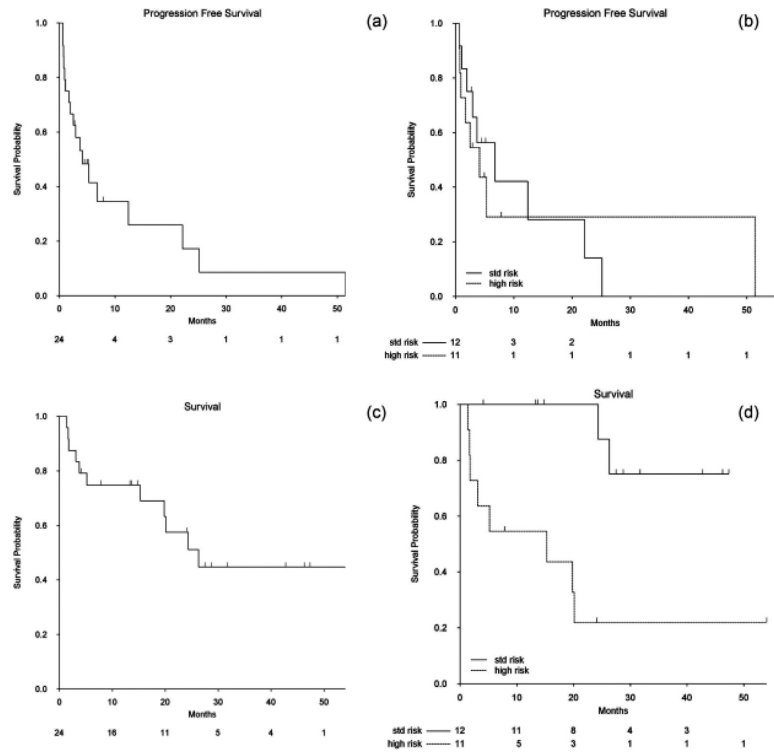 Progression Free Survival
(a)
Survival Probability
1.0
0.8
0.6
0.4
0.2
0.0
0 10 20 30 40 50
Months
24 4 3 1 1 1
Progression Free Survival
(b)
Survival Probability
1.0
0.8
0.6
0.4
0.2
0.0
std risk
high risk
0 10 20 30 40 50
Months
std risk 12 3 2
high risk 11 1 1 1 1 1
Survival
(c)
Survival Probability
1.0
0.8
0.6
0.4
0.2
0.0
0 10 20 30 40 50
Months
24 16 11 5 4 1
Survival
(d)
Survival Probability
1.0
0.8
0.6
0.4
0.2
0.0
std risk
high risk
0 10 20 30 40 50
Months
std risk 12 11 8 4 3
high risk 11 5 3 1 1 1